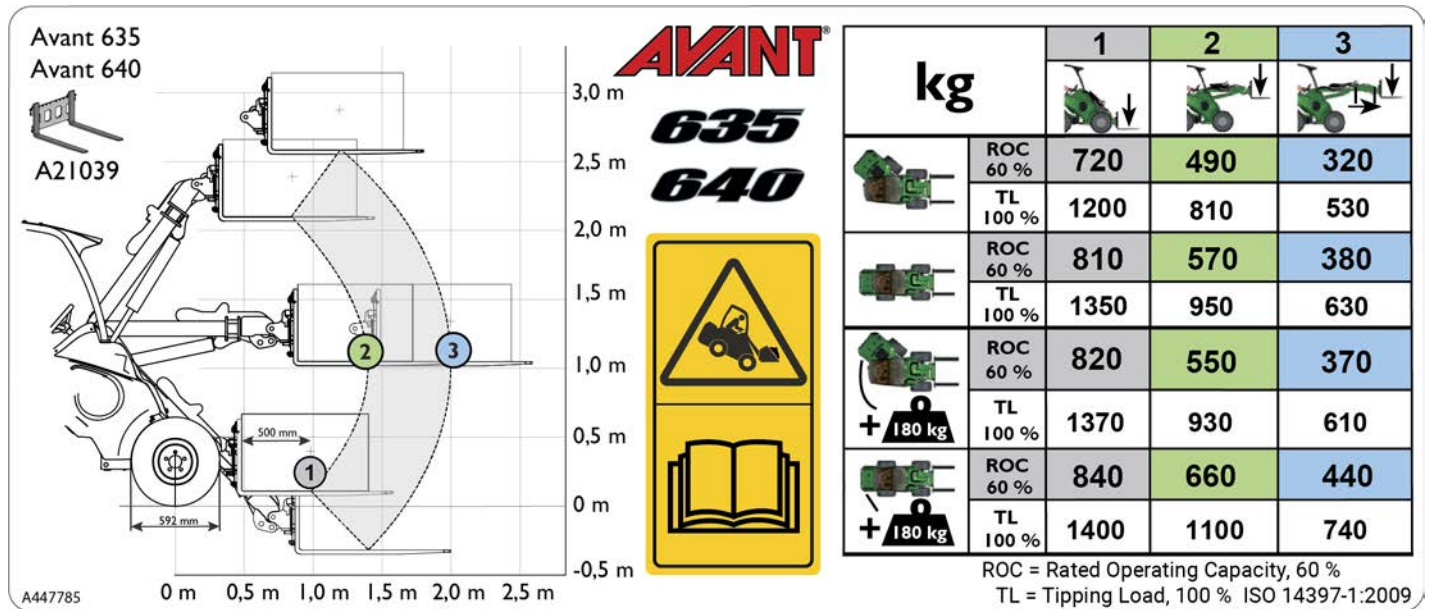 Avant 635
Avant 640
A21039
3,0 m
2,5 m
2,0 m
1,5 m
1,0 m
0,5 m
0 m
-0,5 m
2
3
500 mm
1
592 mm
0 m 0,5 m 1,0 m 1,5 m 2,0 m 2,5 m
A447785
AVANT®
635
640
kg 1 2 3
ROC 60 % 720 490 320
TL 100 % 1200 810 530
ROC 60 % 810 570 380
TL 100 % 1350 950 630
ROC 60 % 820 550 370
+ 180 kg TL 100 % 1370 930 610
ROC 60 % 840 660 440
+ 180 kg TL 100 % 1400 1100 740
ROC = Rated Operating Capacity, 60 %
TL = Tipping Load, 100 % ISO 14397-1:2009